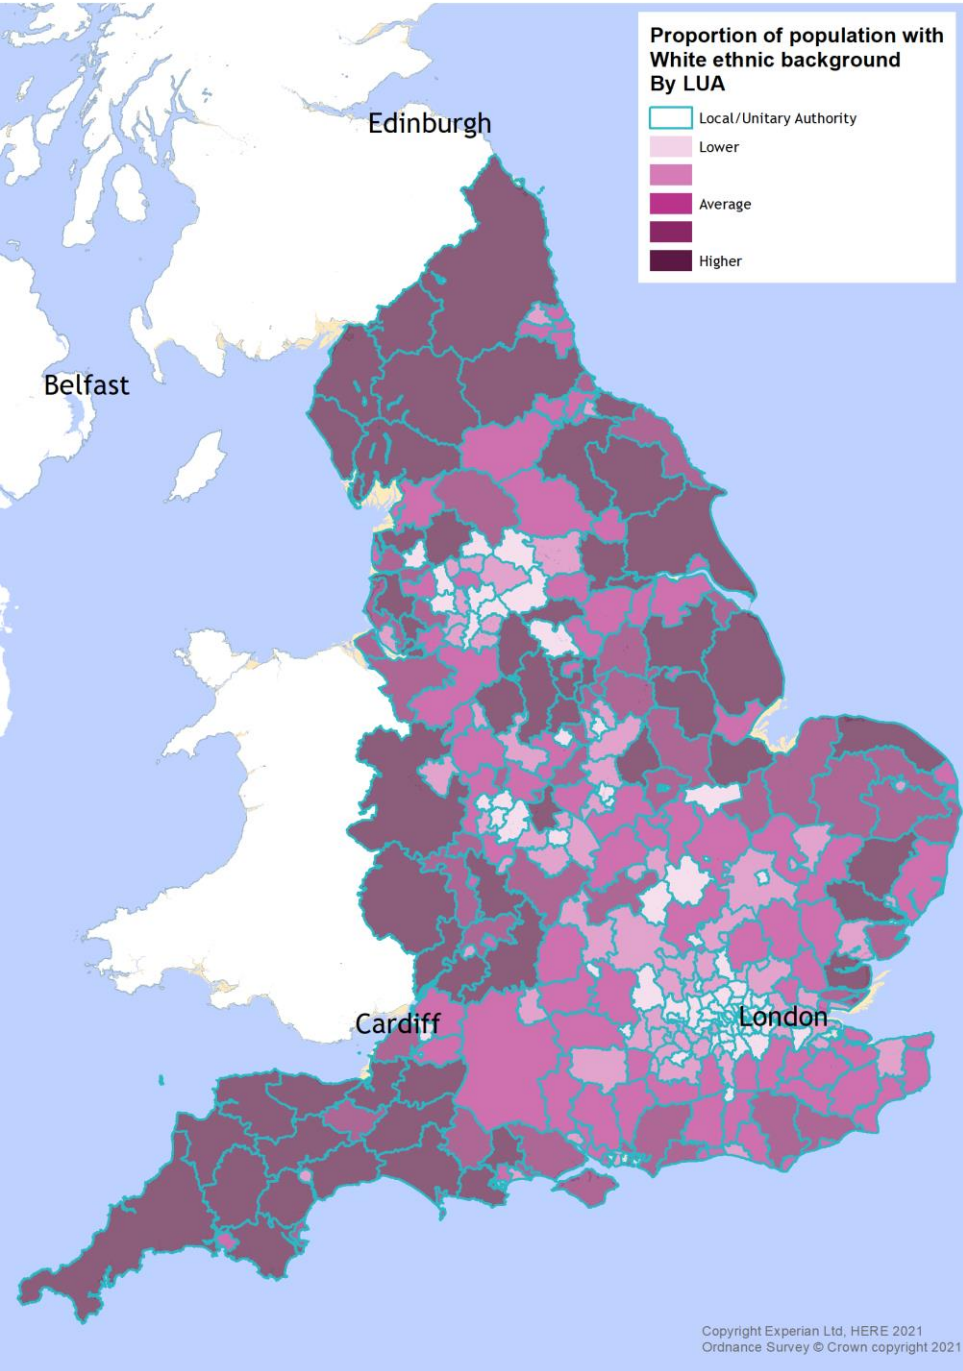 Proportion of population with
White ethnic background
By LUA
Local/Unitary Authority
Lower
Average
Higher
Edinburgh
Belfast
Cardiff
London
Copyright Experian Ltd, HERE 2021
Ordnance Survey © Crown copyright 2021